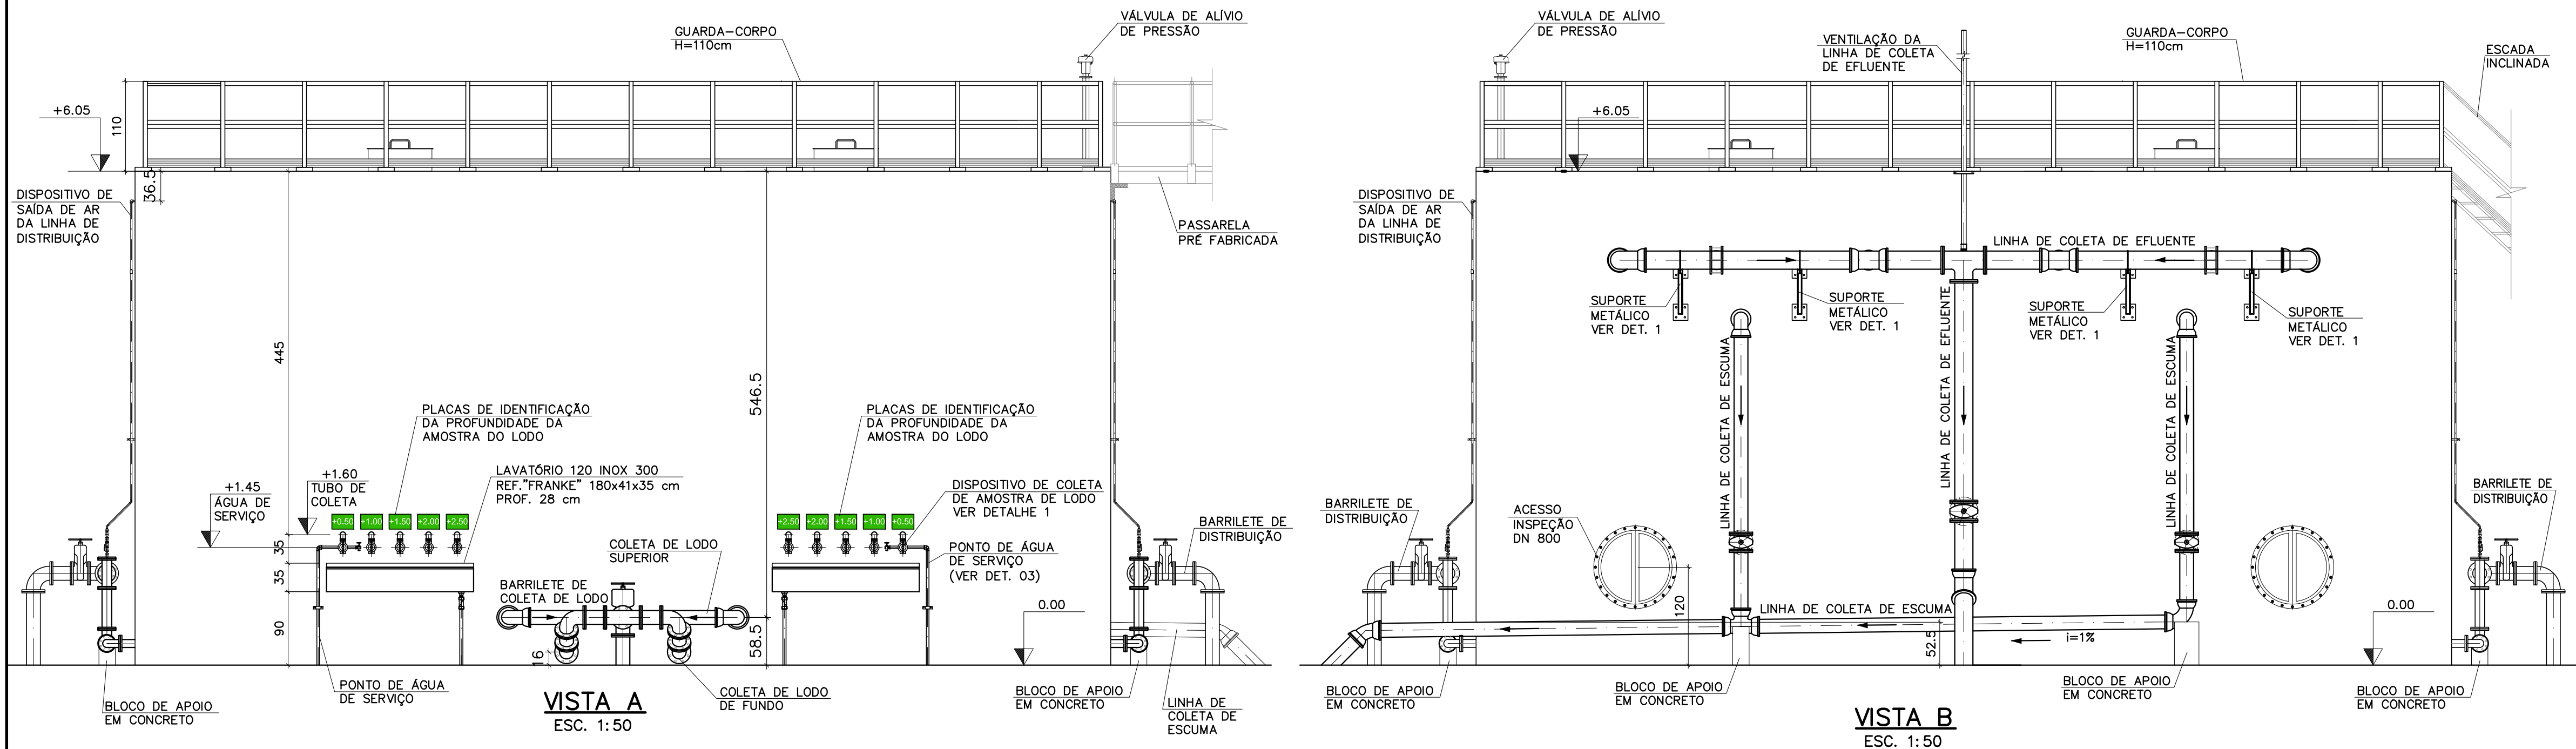 GUARDA-CORPO
H=110cm
VÁLVULA DE ALÍVIO
DE PRESSÃO
+6.05
110
36.5
DISPOSITIVO DE
SAÍDA DE AR
DA LINHA DE
DISTRIBUIÇÃO
PASSARELA
PRÉ FABRICADA
445
546.5
PLACAS DE IDENTIFICAÇÃO
DA PROFUNDIDADE DA
AMOSTRA DO LODO
PLACAS DE IDENTIFICAÇÃO
DA PROFUNDIDADE DA
AMOSTRA DO LODO
LAVATÓRIO 120 INOX 300
REF."FRANKE" 180x41x35 cm
PROF. 28 cm
+1.60
TUBO DE
COLETA
+1.45
ÁGUA DE
SERVIÇO
DISPOSITIVO DE COLETA
DE AMOSTRA DE LODO
VER DETALHE 1
+0.50 +1.00 +1.50 +2.00 +2.50
+2.50 +2.00 +1.50 +1.00 +0.50
BARRILETE DE
DISTRIBUIÇÃO
35
35
90
COLETA DE LODO
SUPERIOR
PONTO DE ÁGUA
DE SERVIÇO
(VER DET. 03)
BARRILETE DE
COLETA DE LODO
0.00
58.5
16
PONTO DE ÁGUA
DE SERVIÇO
COLETA DE LODO
DE FUNDO
BLOCO DE APOIO
EM CONCRETO
BLOCO DE APOIO
EM CONCRETO
LINHA DE
COLETA DE
ESCUMA
VISTA A
ESC. 1:50
VÁLVULA DE ALÍVIO
DE PRESSÃO
VENTILAÇÃO DA
LINHA DE COLETA
DE EFLUENTE
GUARDA-CORPO
H=110cm
ESCADA
INCLINADA
+6.05
DISPOSITIVO DE
SAÍDA DE AR
DA LINHA DE
DISTRIBUIÇÃO
LINHA DE COLETA DE EFLUENTE
SUPORTE
METÁLICO
VER DET. 1
SUPORTE
METÁLICO
VER DET. 1
SUPORTE
METÁLICO
VER DET. 1
SUPORTE
METÁLICO
VER DET. 1
LINHA DE COLETA DE ESCUMA
LINHA DE COLETA DE EFLUENTE
LINHA DE COLETA DE ESCUMA
BARRILETE DE
DISTRIBUIÇÃO
ACESSO
INSPEÇÃO
DN 800
BARRILETE DE
DISTRIBUIÇÃO
120
LINHA DE COLETA DE ESCUMA
52.5
i=1%
0.00
BLOCO DE APOIO
EM CONCRETO
BLOCO DE APOIO
EM CONCRETO
BLOCO DE APOIO
EM CONCRETO
BLOCO DE APOIO
EM CONCRETO
VISTA B
ESC. 1:50